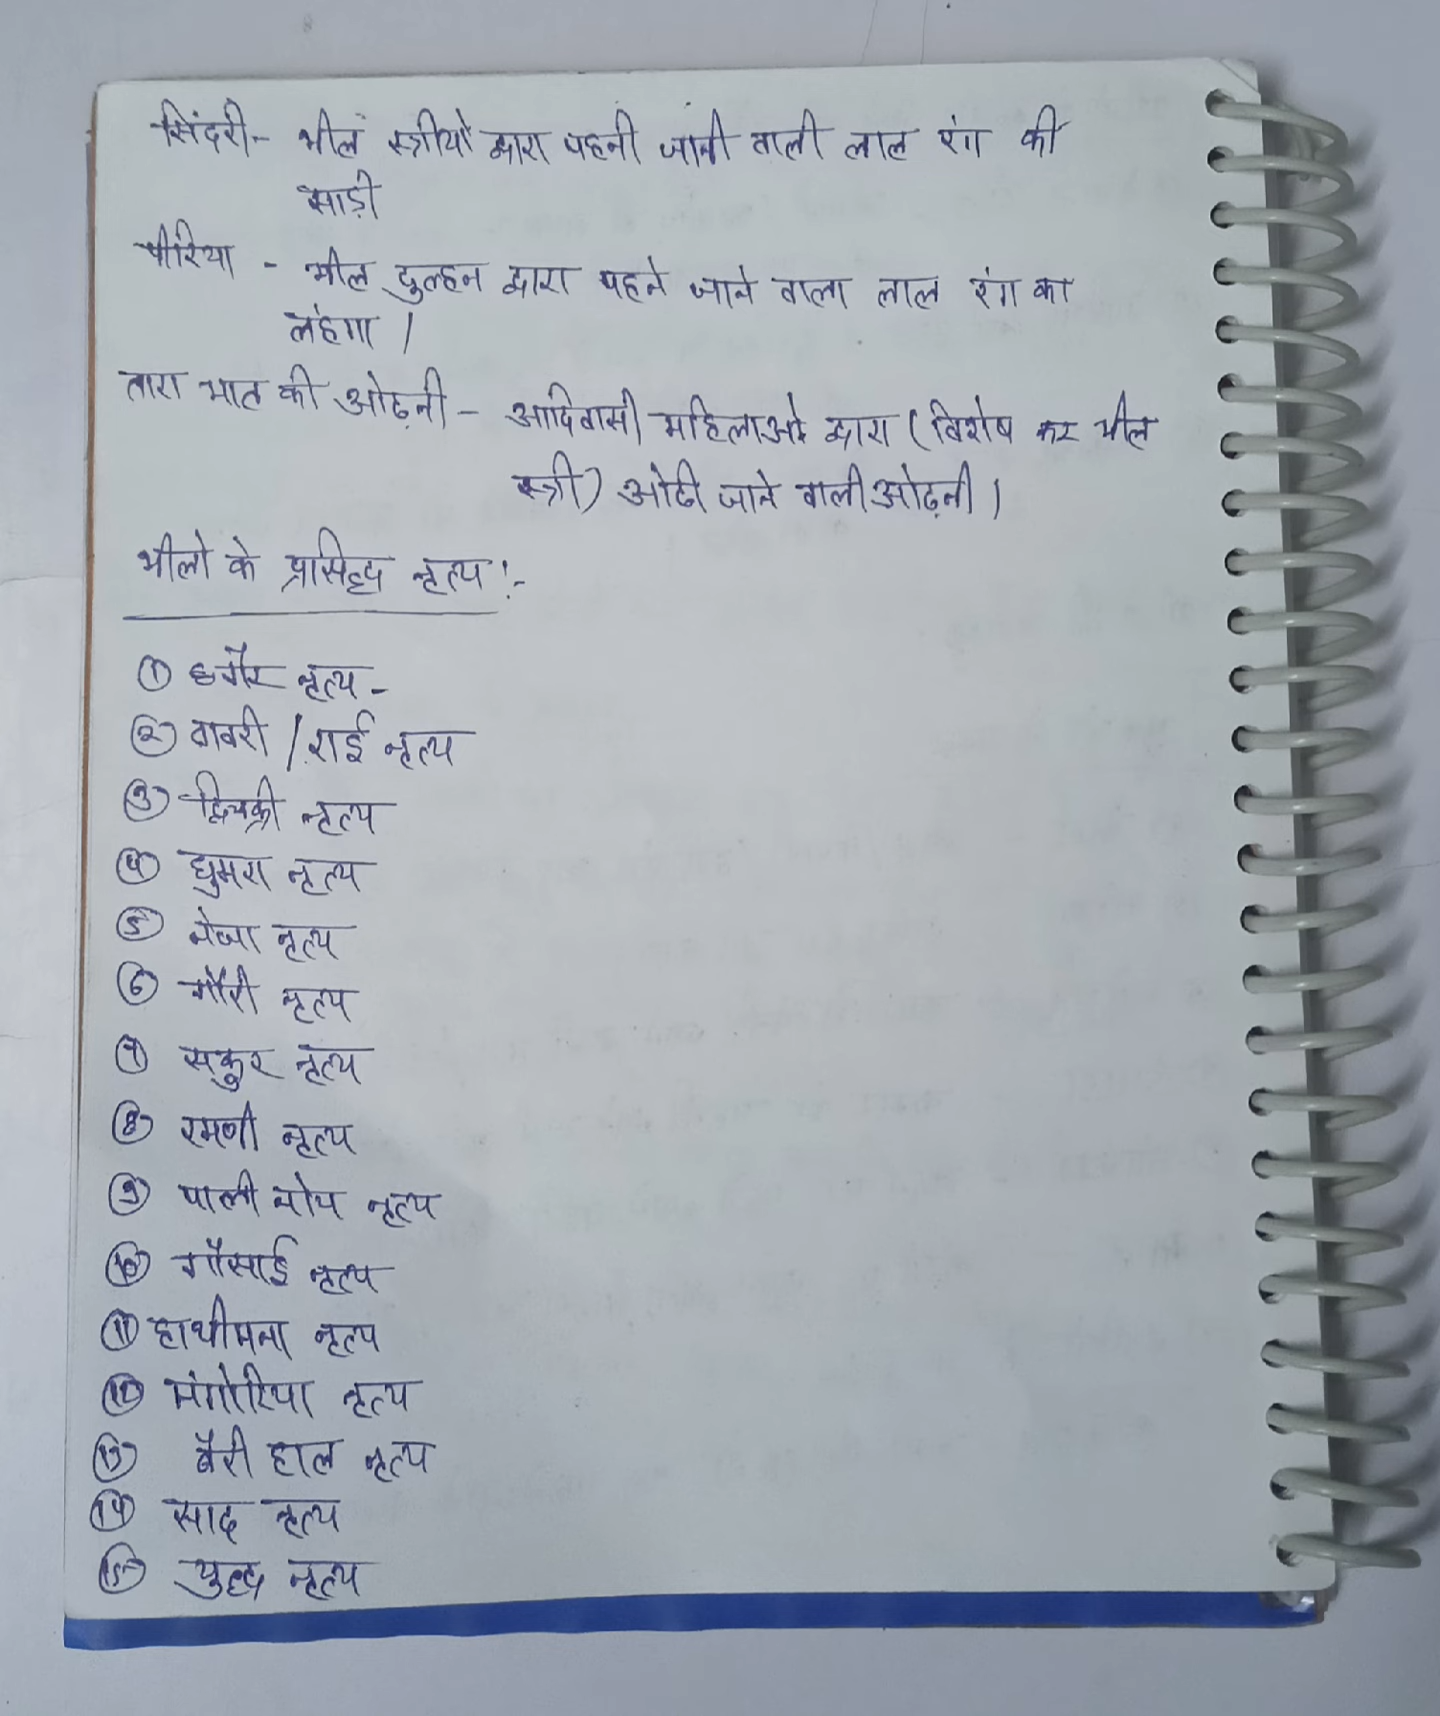 सिंदरी- भील स्त्रीयो द्वारा पहनी जानी वाली लाल रंग की
साड़ी
पीरिया - भील दुल्हन द्वारा पहने जाने वाला लाल रंग का
लंहगा ।
तारा भात की ओढ़नी - आदिवासी महिलाओ द्वारा (विशेष कर भील
स्त्री) ओढी जाने वाली ओढ़नी ।
भीलो के प्रसिद्ध नृत्य :-
① नृत्य -
② वावरी / राई नृत्य
③ द्विचक्री नृत्य
④ घुमरा नृत्य
⑤ नेजा नृत्य
⑥ गौरी नृत्य
⑦ सकुर नृत्य
⑧ रमणी नृत्य
⑨ पाली नोच नृत्य
⑩ गौसाई नृत्य
⑪ हाथीमना नृत्य
⑫ भंगोरिया नृत्य
⑬ बैरी हाल नृत्य
⑭ साद नृत्य
⑮ युद्ध नृत्य